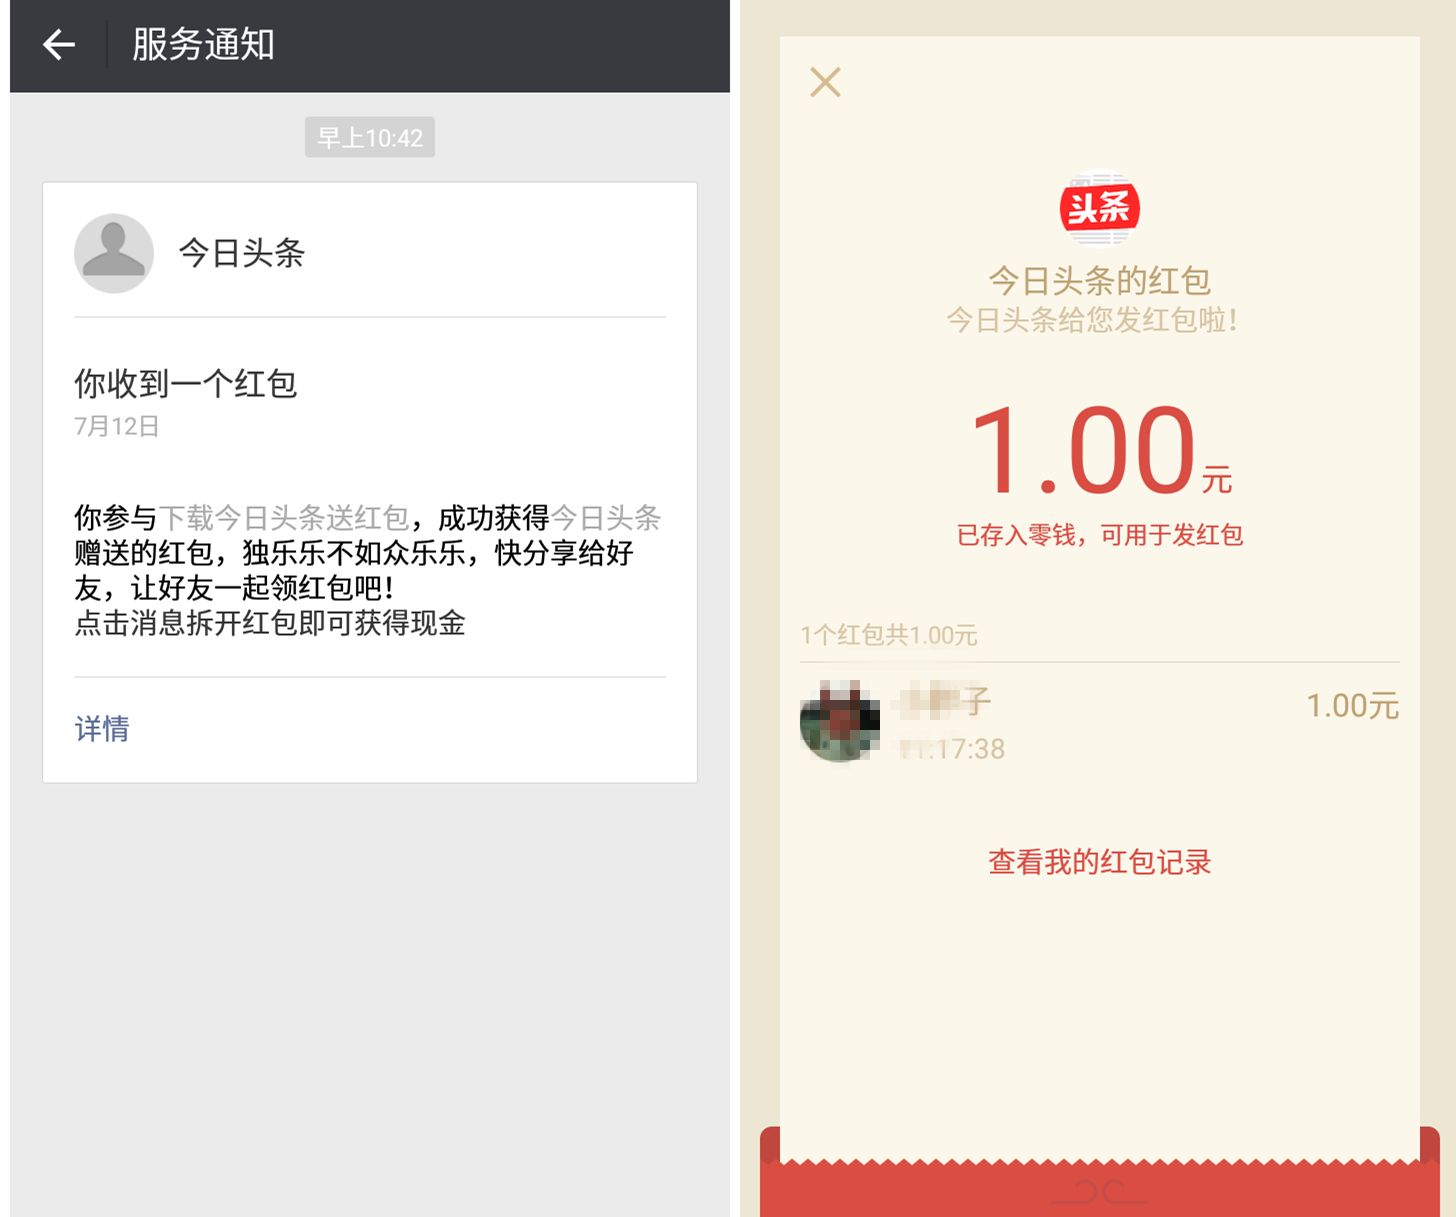 服务通知
早上10:42
今日头条
你收到一个红包
7月12日
你参与下载今日头条送红包，成功获得今日头条
赠送的红包，独乐乐不如众乐乐，快分享给好
友，让好友一起领红包吧！
点击消息拆开红包即可获得现金
详情
头条
今日头条的红包
今日头条给您发红包啦！
1.00元
已存入零钱，可用于发红包
1个红包共1.00元
子
1.00元
:17:38
查看我的红包记录